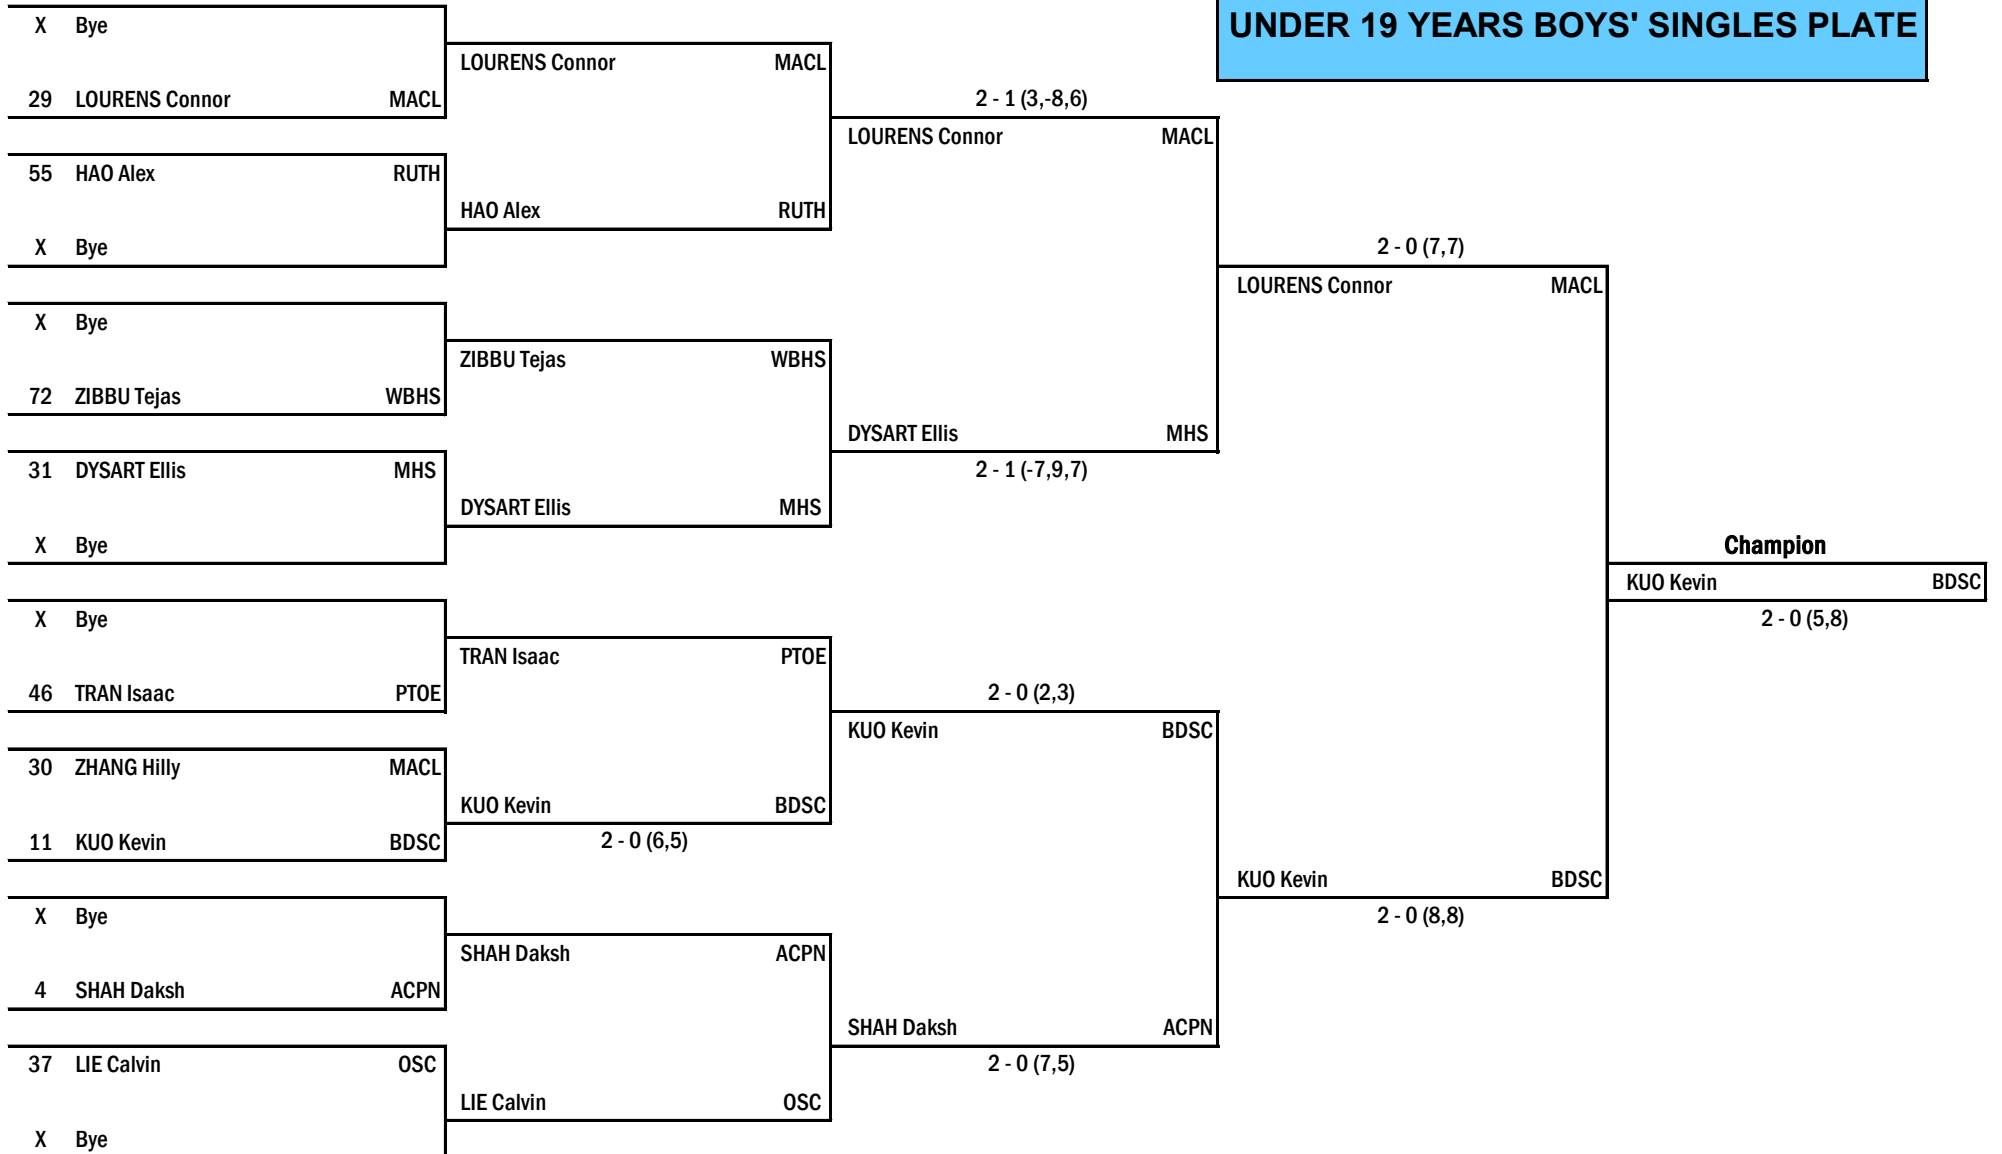 UNDER 19 YEARS BOYS' SINGLES PLATE
X Bye
LOURENS Connor MACL
29 LOURENS Connor MACL
2 - 1 (3,-8,6)
LOURENS Connor MACL
55 HAO Alex RUTH
HAO Alex RUTH
X Bye
2 - 0 (7,7)
LOURENS Connor MACL
X Bye
ZIBBU Tejas WBHS
72 ZIBBU Tejas WBHS
DYSART Ellis MHS
31 DYSART Ellis MHS
2 - 1 (-7,9,7)
DYSART Ellis MHS
X Bye
Champion
KUO Kevin BDSC
X Bye
2 - 0 (5,8)
TRAN Isaac PTOE
46 TRAN Isaac PTOE
2 - 0 (2,3)
KUO Kevin BDSC
30 ZHANG Hilly MACL
KUO Kevin BDSC
11 KUO Kevin BDSC
2 - 0 (6,5)
KUO Kevin BDSC
X Bye
2 - 0 (8,8)
SHAH Daksh ACPN
4 SHAH Daksh ACPN
SHAH Daksh ACPN
37 LIE Calvin OSC
2 - 0 (7,5)
LIE Calvin OSC
X Bye